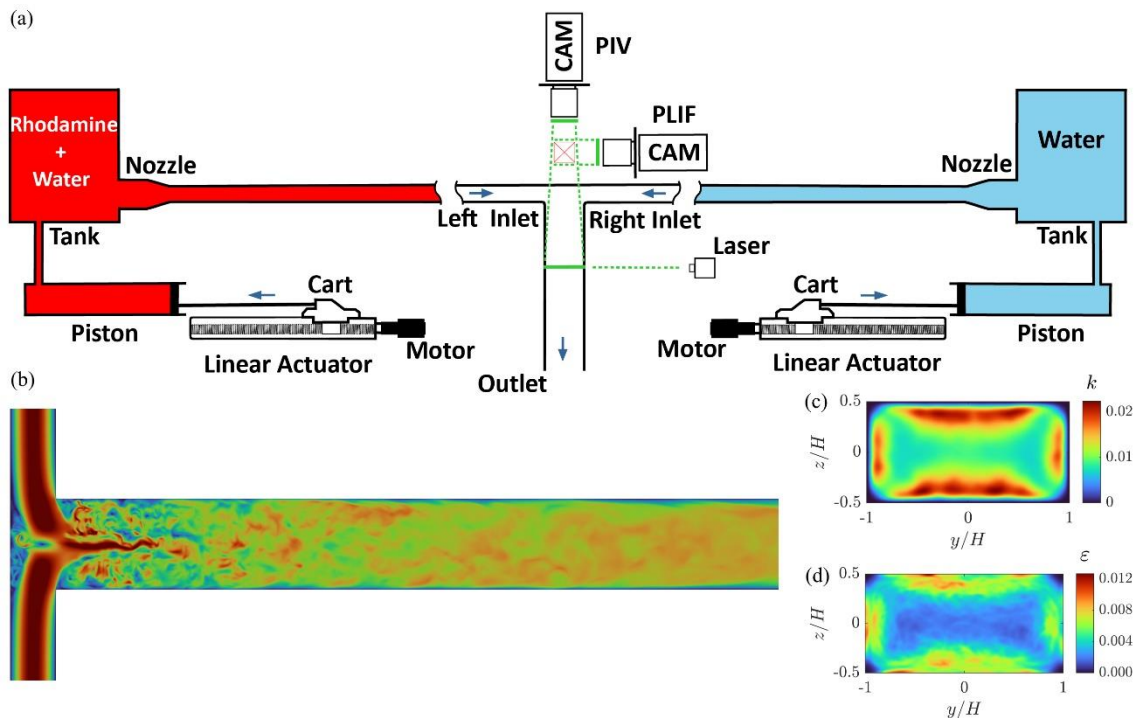 (a)
CAM
PIV
PLIF
CAM
Rhodamine
+
Water
Nozzle
Tank
Left Inlet
Right Inlet
Nozzle
Water
Tank
Laser
Cart
Piston
Linear Actuator
Motor
Outlet
Cart
Motor
Linear Actuator
Piston
(b)
(c)
k
0.5
0
-0.5
z/H
-1
0
1
y/H
0.02
0.01
0
(d)
ε
0.5
0
-0.5
z/H
-1
0
1
y/H
0.012
0.008
0.004
0.000